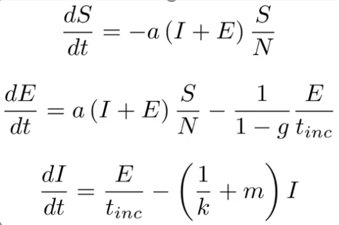 dS/dt = −a (I + E) S/N
dE/dt = a (I + E) S/N − 1/(1 − g) E/t_inc
dI/dt = E/t_inc − (1/k + m) I